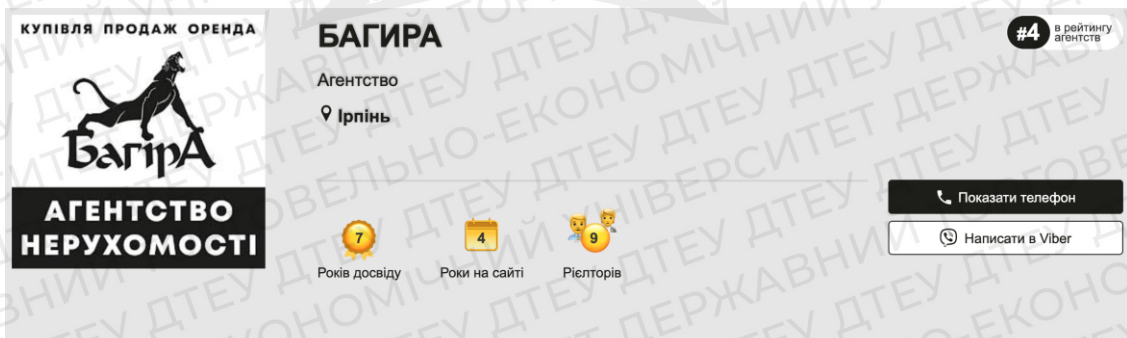 КУПІВЛЯ ПРОДАЖ ОРЕНДА
БагірА
АГЕНТСТВО
НЕРУХОМОСТІ
БАГИРА
Агентство
Ірпінь
#4 в рейтингу
агентств
7
4
9
Років досвіду
Роки на сайті
Рієлторів
Показати телефон
Написати в Viber